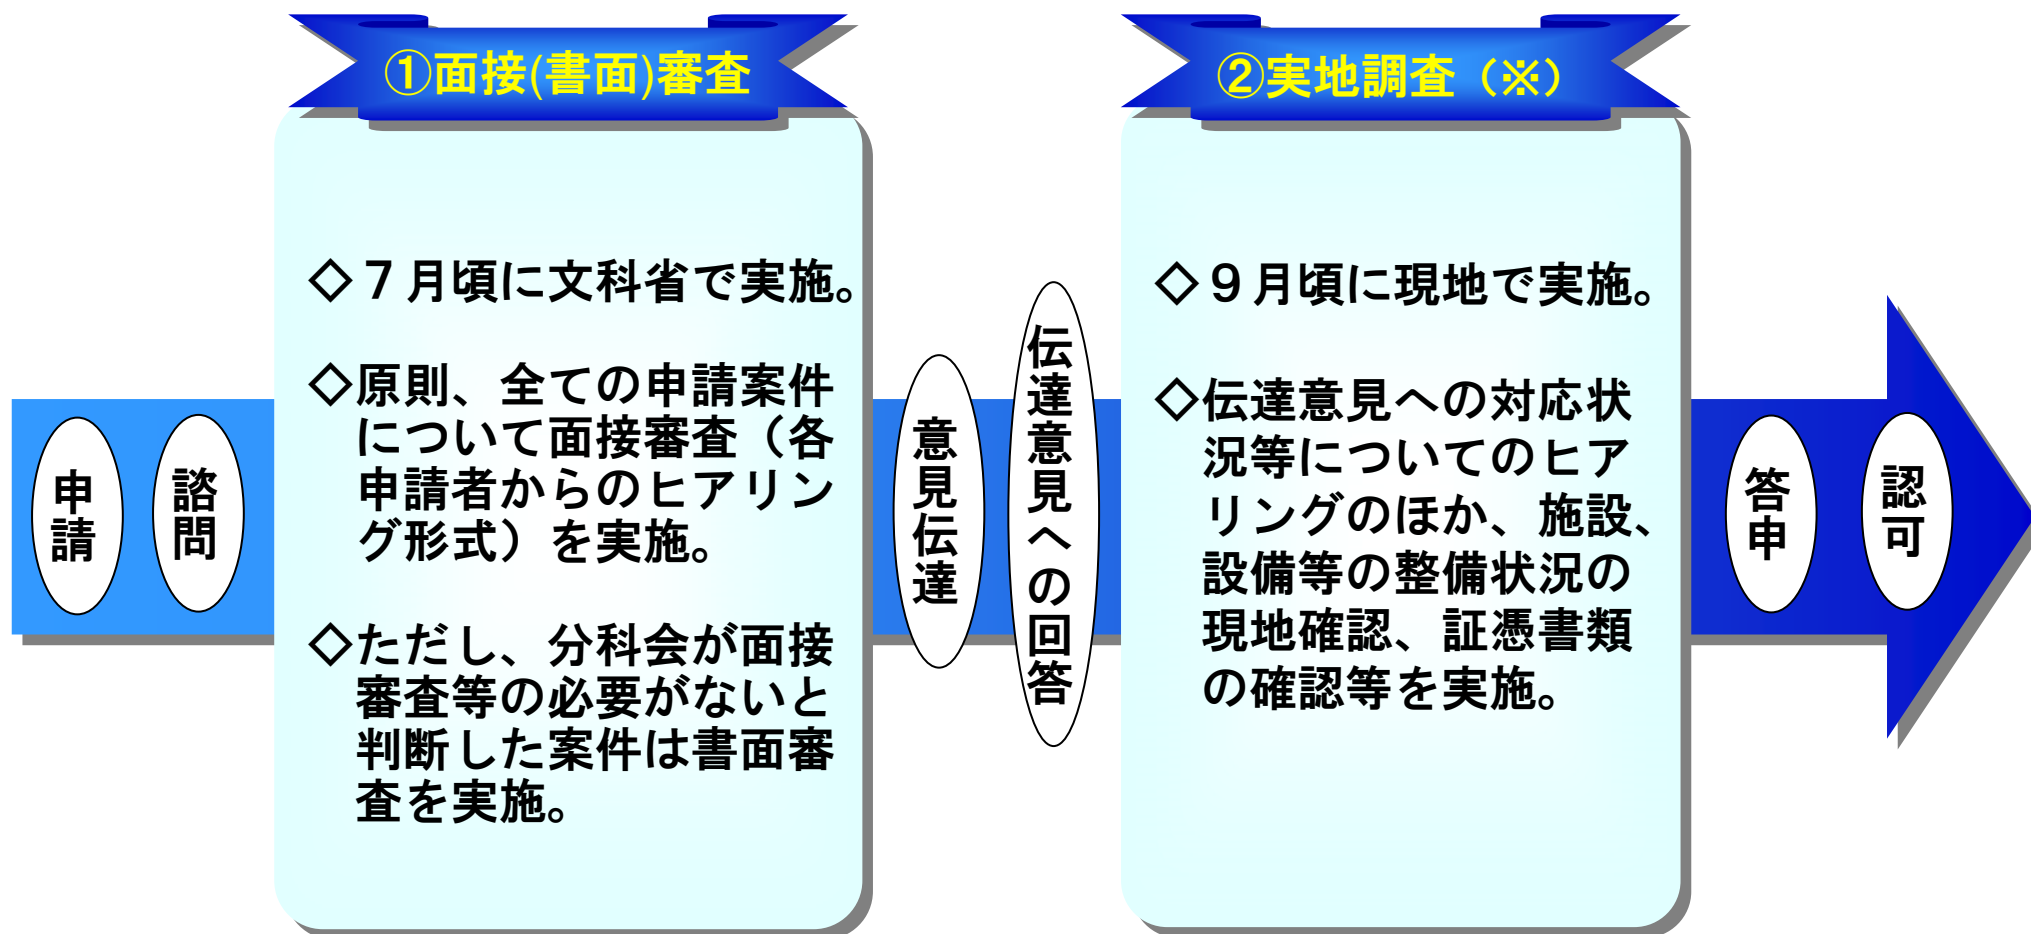 申請
諮問
①面接(書面)審査
◇７月頃に文科省で実施。
◇原則、全ての申請案件
について面接審査（各
申請者からのヒアリン
グ形式）を実施。
◇ただし、分科会が面接
審査等の必要がないと
判断した案件は書面審
査を実施。
意見伝達
伝達意見への回答
②実地調査（※）
◇９月頃に現地で実施。
◇伝達意見への対応状
況等についてのヒア
リングのほか、施設、
設備等の整備状況の
現地確認、証憑書類
の確認等を実施。
答申
認可